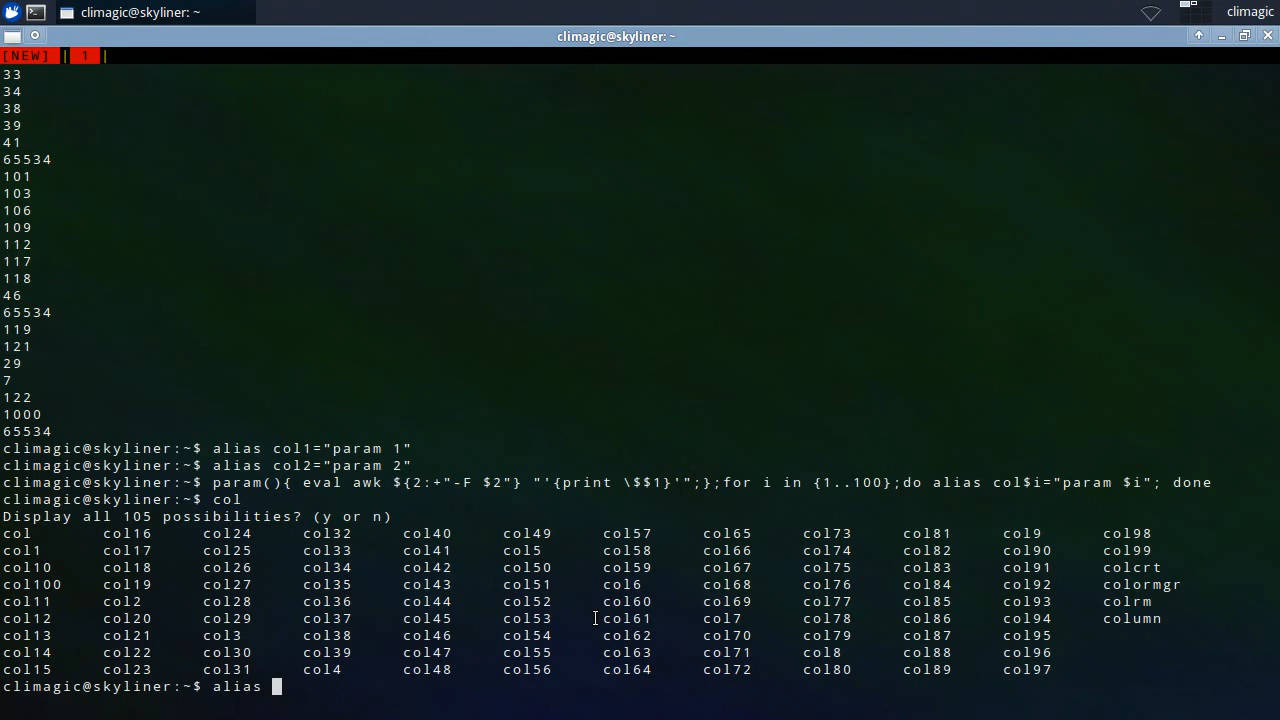 climagic@skyliner: ~
climagic
climagic@skyliner: ~
[NEW] | 1 |
33
34
38
39
41
65534
101
103
106
109
112
117
118
46
65534
119
121
29
7
122
1000
65534
climagic@skyliner:~$ alias col1="param 1"
climagic@skyliner:~$ alias col2="param 2"
climagic@skyliner:~$ param(){ eval awk ${2:+"-F $2"} "'{print \$$1}'";};for i in {1..100};do alias col$i="param $i"; done
climagic@skyliner:~$ col
Display all 105 possibilities? (y or n)
col col16 col24 col32 col40 col49 col57 col65 col73 col81 col9 col98
col1 col17 col25 col33 col41 col5 col58 col66 col74 col82 col90 col99
col10 col18 col26 col34 col42 col50 col59 col67 col75 col83 col91 colcrt
col100 col19 col27 col35 col43 col51 col6 col68 col76 col84 col92 colormgr
col11 col2 col28 col36 col44 col52 col60 col69 col77 col85 col93 colrm
col12 col20 col29 col37 col45 col53 col61 col7 col78 col86 col94 column
col13 col21 col3 col38 col46 col54 col62 col70 col79 col87 col95
col14 col22 col30 col39 col47 col55 col63 col71 col8 col88 col96
col15 col23 col31 col4 col48 col56 col64 col72 col80 col89 col97
climagic@skyliner:~$ alias